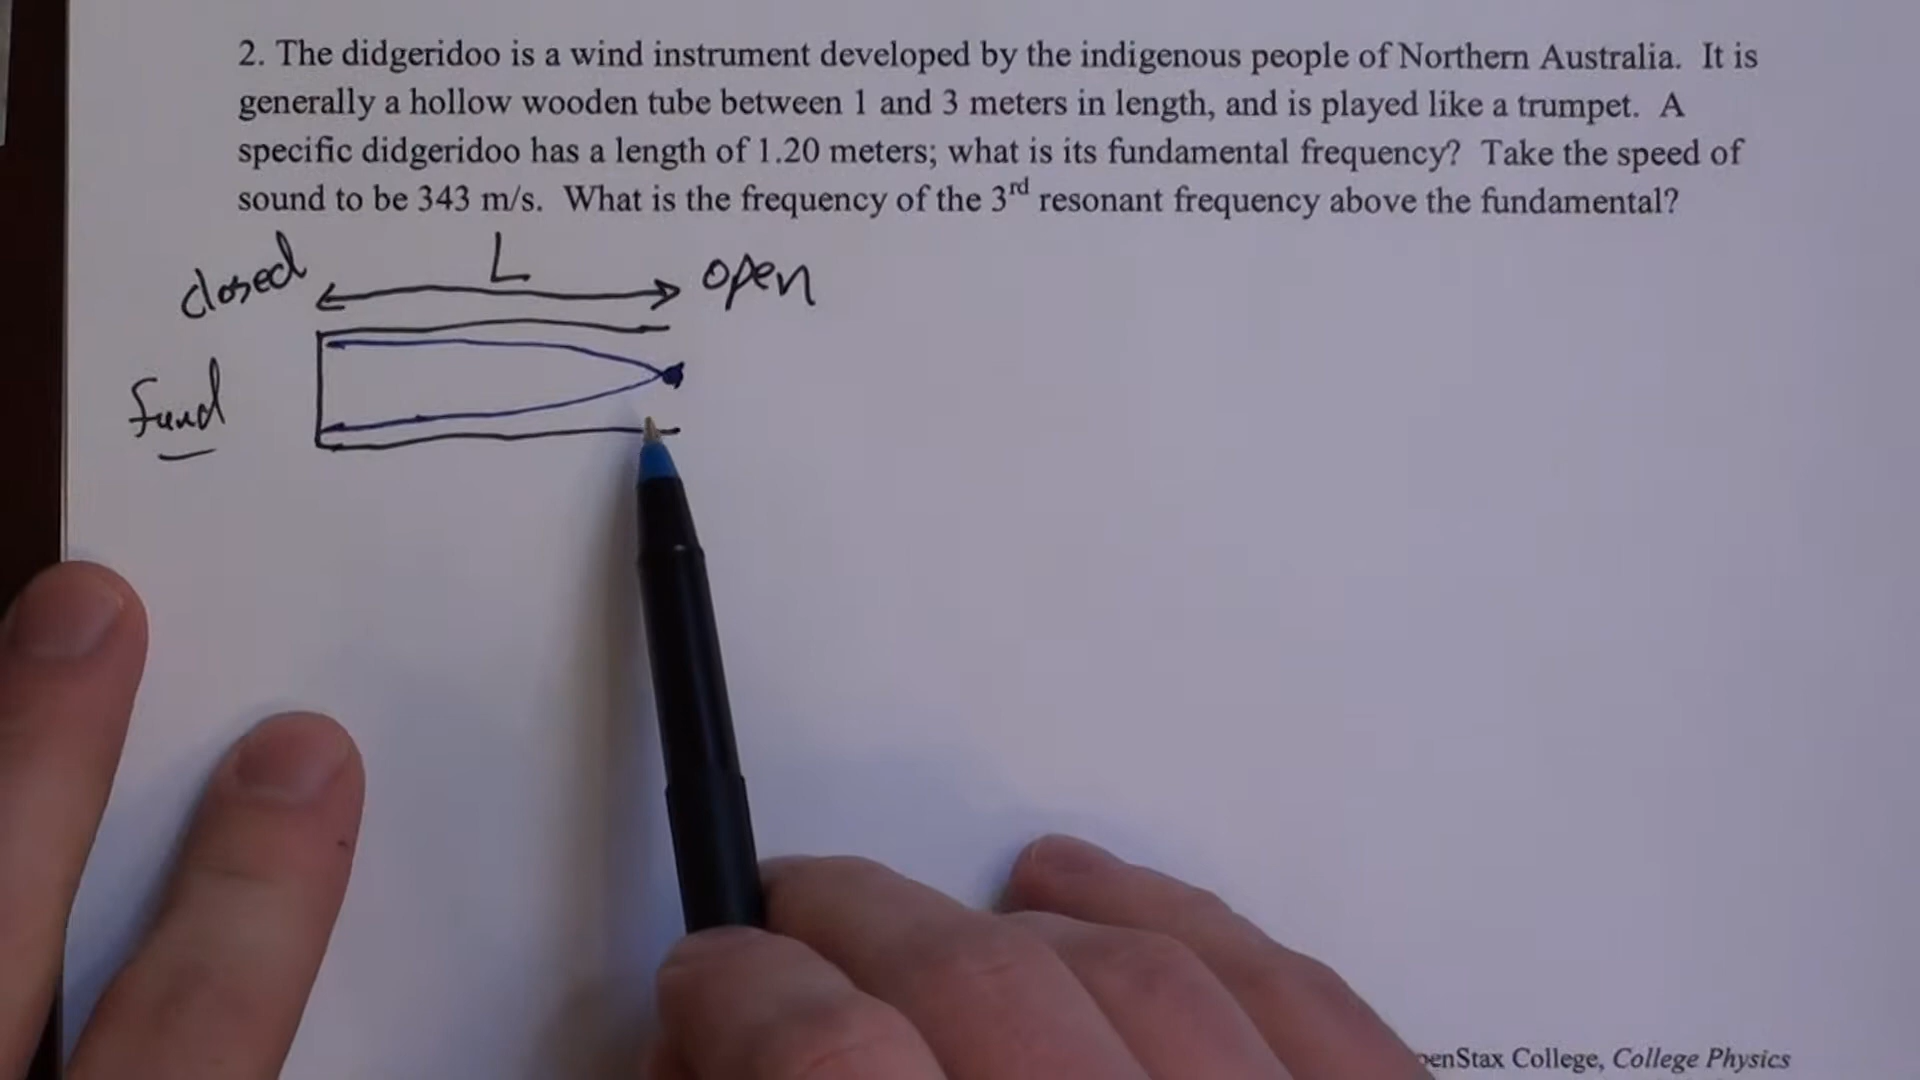 2. The didgeridoo is a wind instrument developed by the indigenous people of Northern Australia. It is
generally a hollow wooden tube between 1 and 3 meters in length, and is played like a trumpet. A
specific didgeridoo has a length of 1.20 meters; what is its fundamental frequency? Take the speed of
sound to be 343 m/s. What is the frequency of the 3rd resonant frequency above the fundamental?
closed L open
Fund
enStax College, College Physics